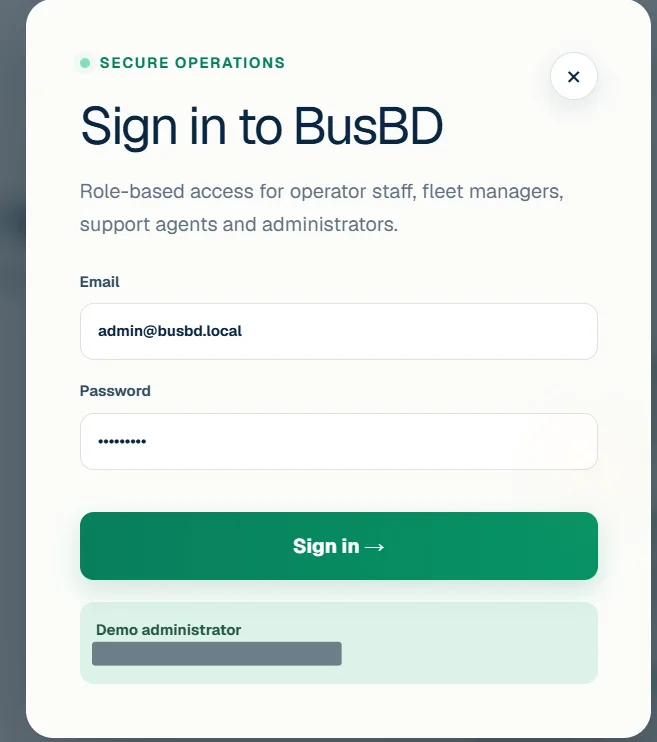 SECURE OPERATIONS
Sign in to BusBD
Role-based access for operator staff, fleet managers,
support agents and administrators.
Email
admin@busbd.local
Password
•••••••••
Sign in →
Demo administrator